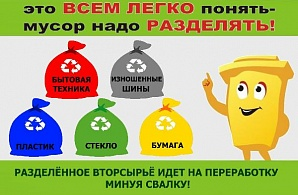 это ВСЕМ ЛЕГКО понять-
мусор надо РАЗДЕЛЯТЬ!
БЫТОВАЯ
ТЕХНИКА
ИЗНОШЕННЫЕ
ШИНЫ
ПЛАСТИК
СТЕКЛО
БУМАГА
РАЗДЕЛЁННОЕ ВТОРСЫРЬЁ ИДЕТ НА ПЕРЕРАБОТКУ
МИНУЯ СВАЛКУ!